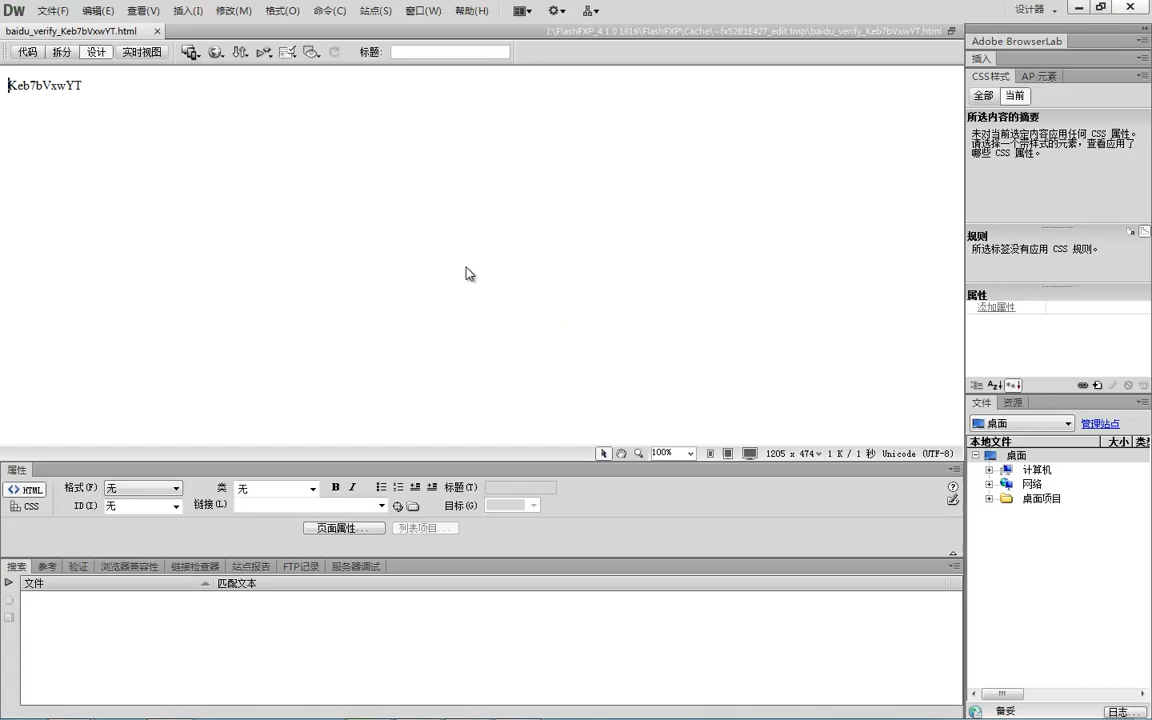 Dw 文件(F) 编辑(E) 查看(V) 插入(I) 修改(M) 格式(O) 命令(C) 站点(S) 窗口(W) 帮助(H) 设计器
baidu_verify_Keb7bVxwYT.html I:\FlashFXP_4.1.0.1616\FlashFXP\Cache\~fx52B1E427_edit.tmp\baidu_verify_Keb7bVxwYT.html
代码 拆分 设计 实时视图 标题:
Keb7bVxwYT
Adobe BrowserLab
插入
CSS样式 AP 元素
全部 当前
所选内容的摘要
未对当前选定内容应用任何 CSS 属性。
请选择一个带样式的元素，查看应用了
哪些 CSS 属性。
规则
所选标签没有应用 CSS 规则。
属性
添加属性
文件 资源
桌面 管理站点
本地文件 大小 类
桌面
计算机
网络
桌面项目
备妥 日志...
100% 1205 x 474 1 K / 1 秒 Unicode (UTF-8)
属性
<> HTML 格式(F) 无 类 无 B I 标题(T)
CSS ID(I) 无 链接(L) 目标(G)
页面属性... 列表项目...
搜索 参考 验证 浏览器兼容性 链接检查器 站点报告 FTP记录 服务器调试
文件 匹配文本